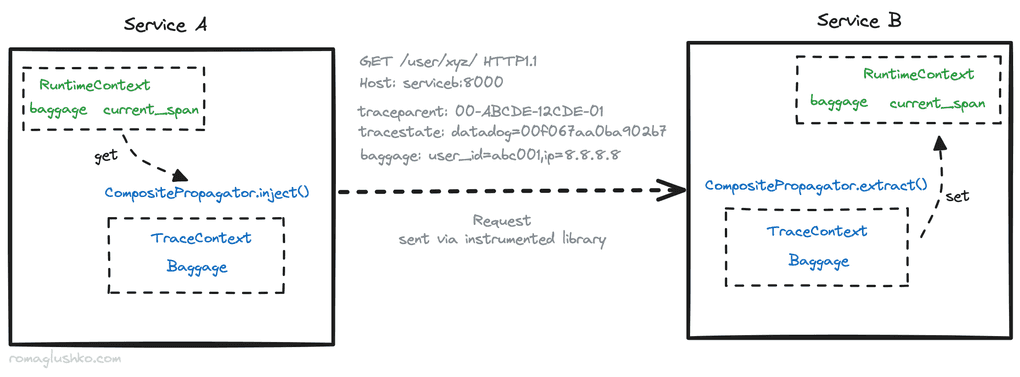 Service A
RuntimeContext
baggage current_span
get
CompositePropagator.inject()
TraceContext
Baggage
GET /user/xyz/ HTTP1.1
Host: serviceb:8000
traceparent: 00-ABCDE-12CDE-01
tracestate: datadog=00f067aa0ba902b7
baggage: user_id=abc001,ip=8.8.8.8
Request
sent via instrumented library
Service B
RuntimeContext
baggage current_span
CompositePropagator.extract()
set
TraceContext
Baggage
romaglushko.com